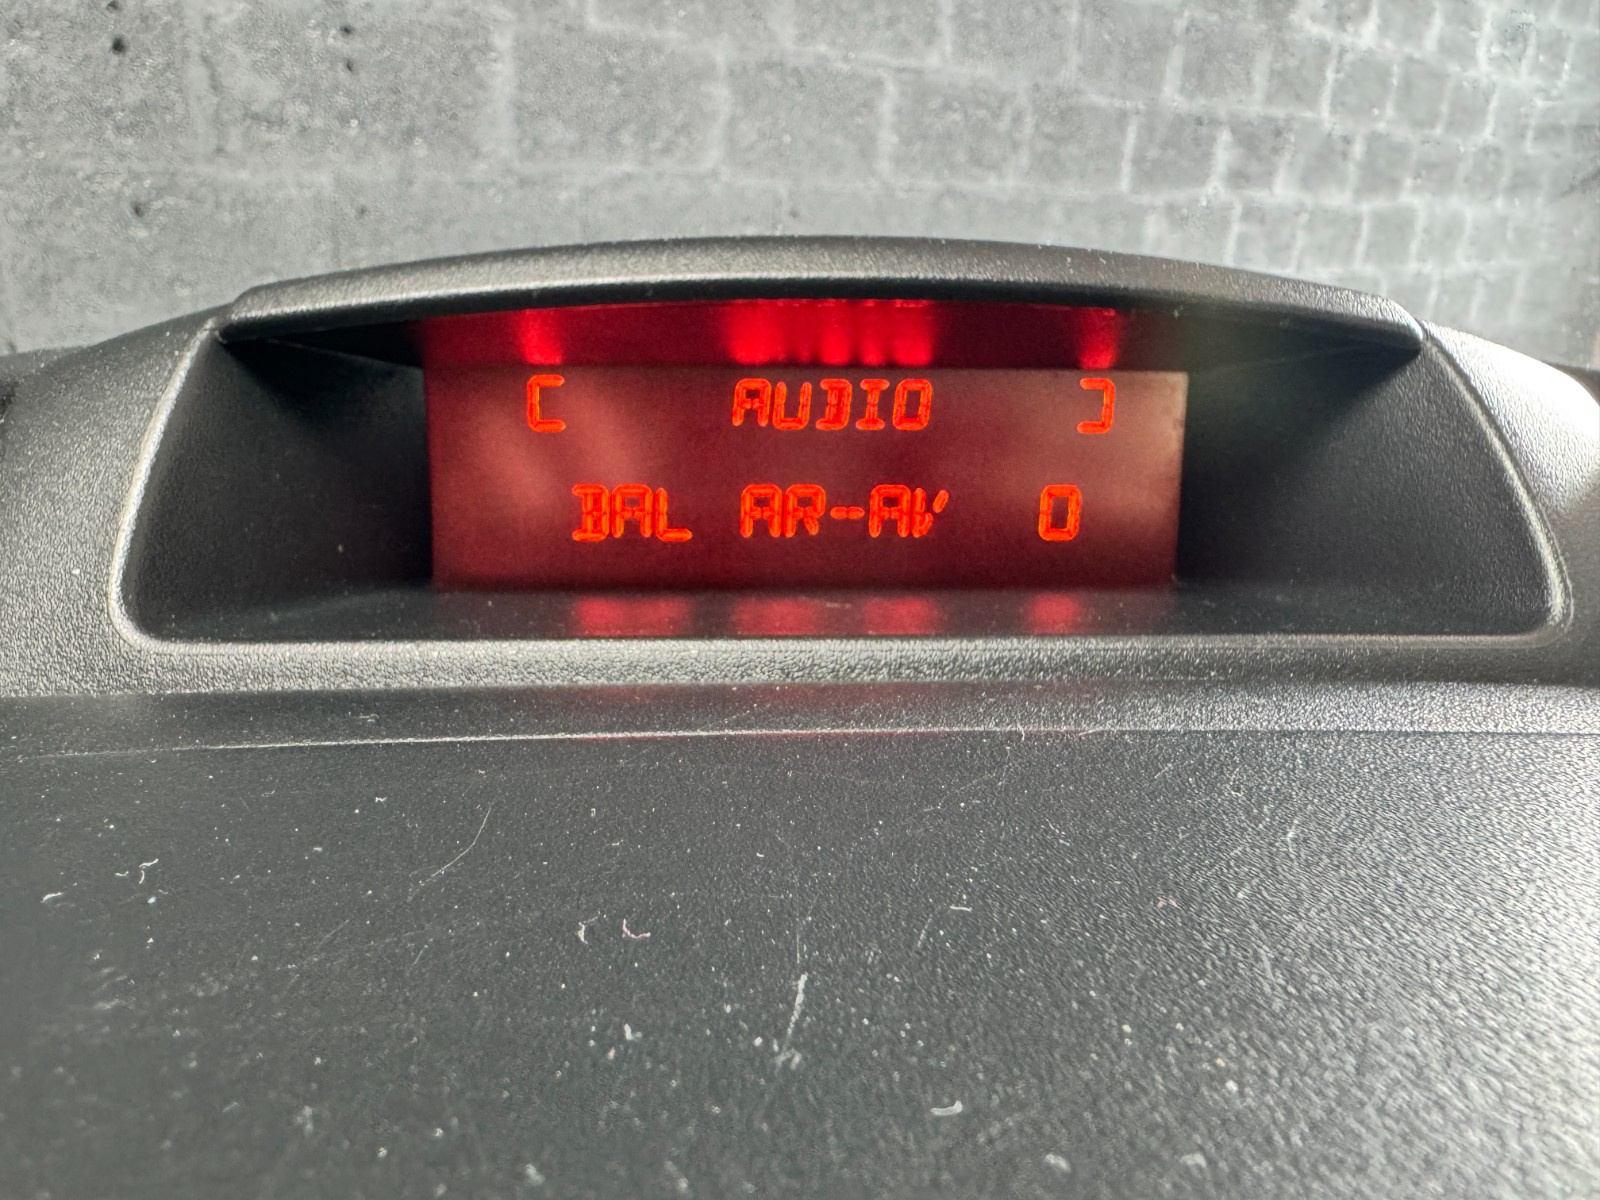 [ AUDIO ]
BAL AR-AV 0